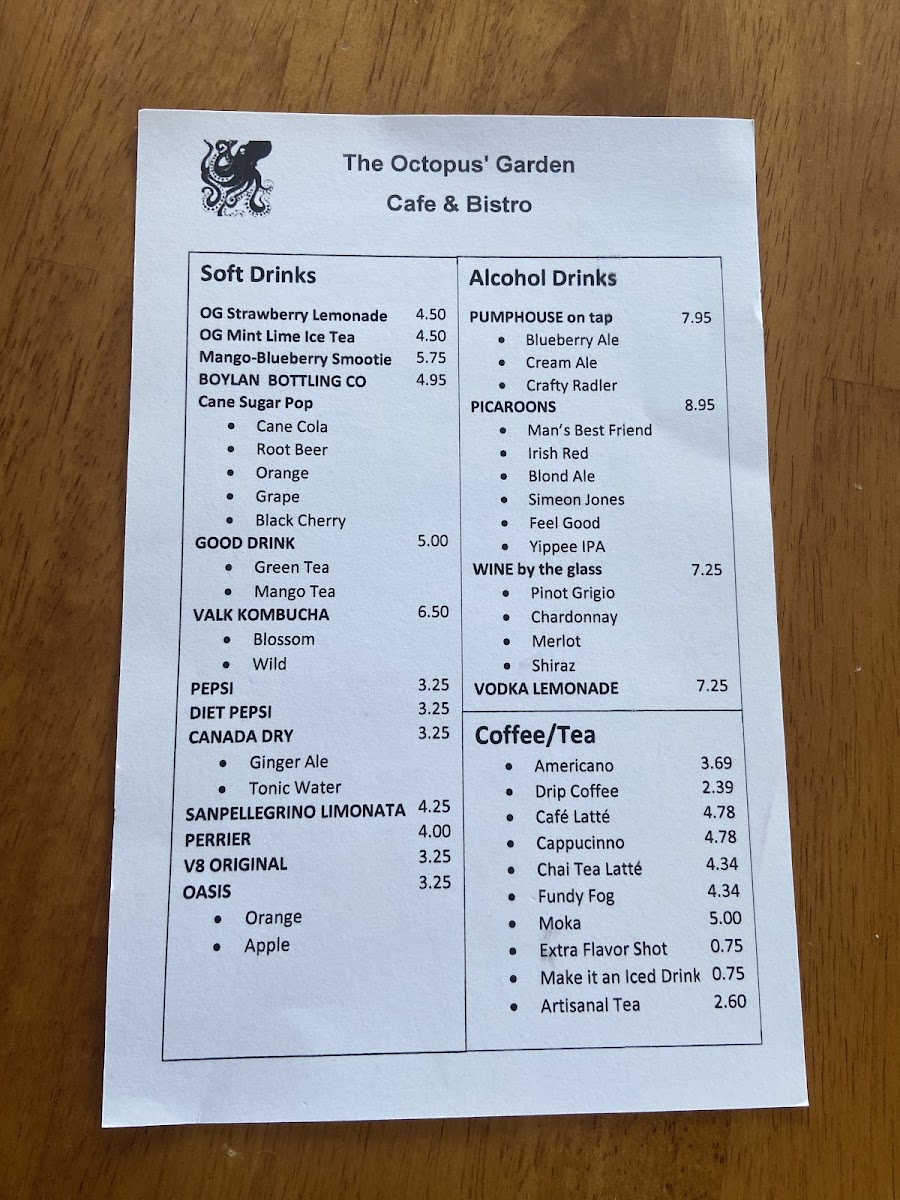 The Octopus' Garden
Cafe & Bistro
Soft Drinks
OG Strawberry Lemonade 4.50
OG Mint Lime Ice Tea 4.50
Mango-Blueberry Smootie 5.75
BOYLAN BOTTLING CO 4.95
Cane Sugar Pop
• Cane Cola
• Root Beer
• Orange
• Grape
• Black Cherry
GOOD DRINK 5.00
• Green Tea
• Mango Tea
VALK KOMBUCHA 6.50
• Blossom
• Wild
PEPSI 3.25
DIET PEPSI 3.25
CANADA DRY 3.25
• Ginger Ale
• Tonic Water
SANPELLEGRINO LIMONATA 4.25
PERRIER 4.00
V8 ORIGINAL 3.25
OASIS 3.25
• Orange
• Apple
Alcohol Drinks
PUMPHOUSE on tap 7.95
• Blueberry Ale
• Cream Ale
• Crafty Radler
PICAROONS 8.95
• Man’s Best Friend
• Irish Red
• Blond Ale
• Simeon Jones
• Feel Good
• Yippee IPA
WINE by the glass 7.25
• Pinot Grigio
• Chardonnay
• Merlot
• Shiraz
VODKA LEMONADE 7.25
Coffee/Tea
• Americano 3.69
• Drip Coffee 2.39
• Café Latté 4.78
• Cappucinno 4.78
• Chai Tea Latté 4.34
• Fundy Fog 4.34
• Moka 5.00
• Extra Flavor Shot 0.75
• Make it an Iced Drink 0.75
• Artisanal Tea 2.60